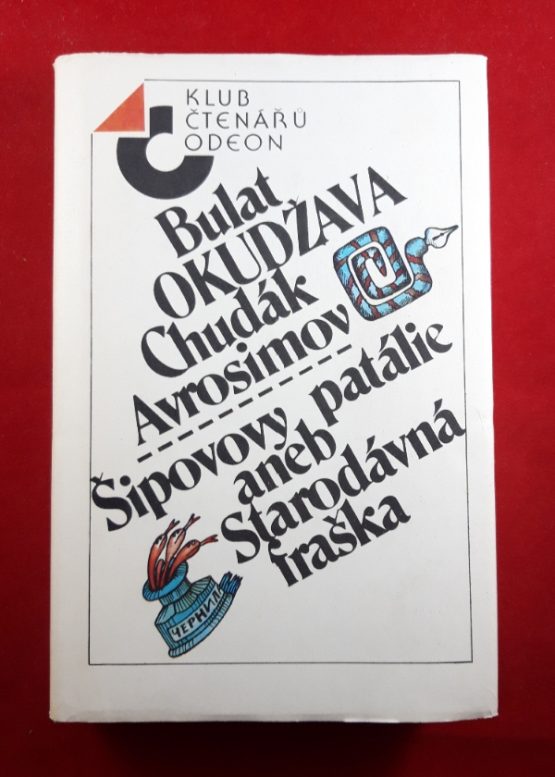 KLUB
ČTENÁŘŮ
ODEON
Bulat
OKUDŽAVA
Chudák
Avrosimov
Šipovovy patálie
aneb
Starodávná
fraška
ЧЕРНИЛА